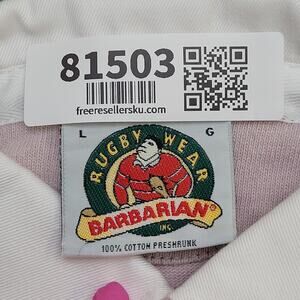 81503
freeresellersku.com
L G
RUGBY WEAR
BARBARIAN®
INC.
100% COTTON PRESHRUNK